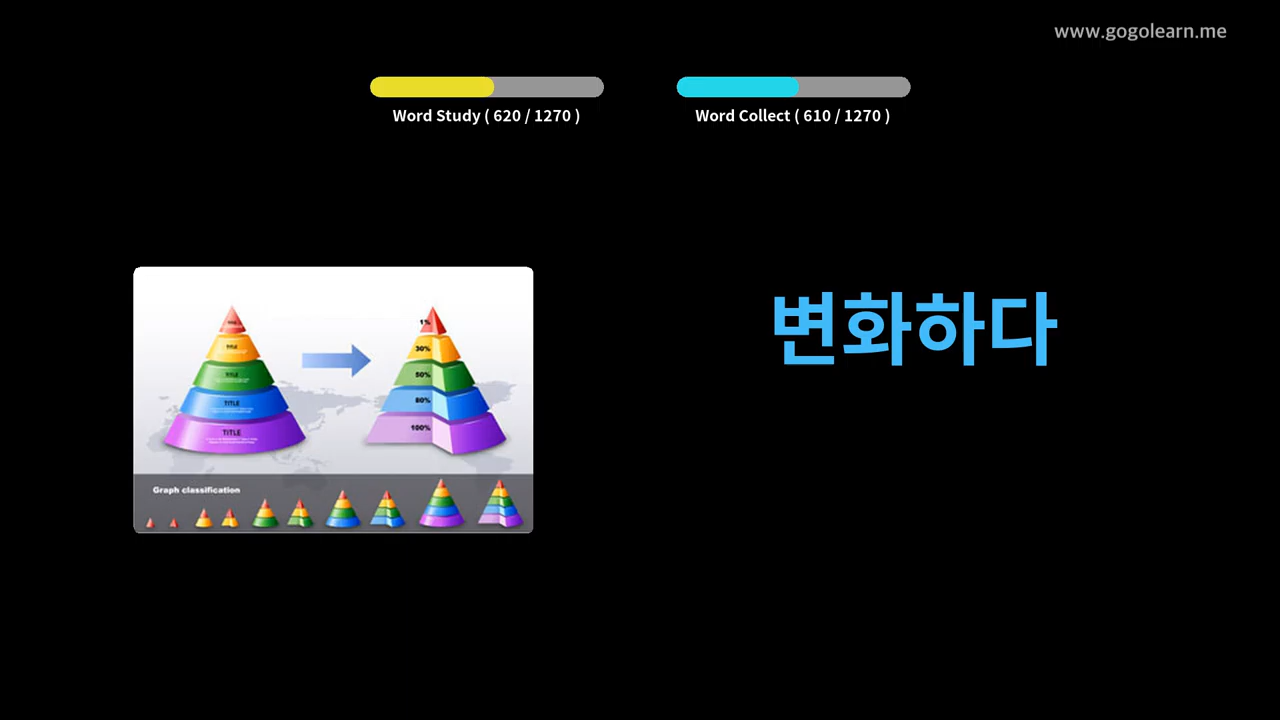 www.gogolearn.me
Word Study ( 620 / 1270 )
Word Collect ( 610 / 1270 )
변화하다
TITLE
TITLE
TITLE
TITLE
1%
30%
50%
80%
100%
Graph classification